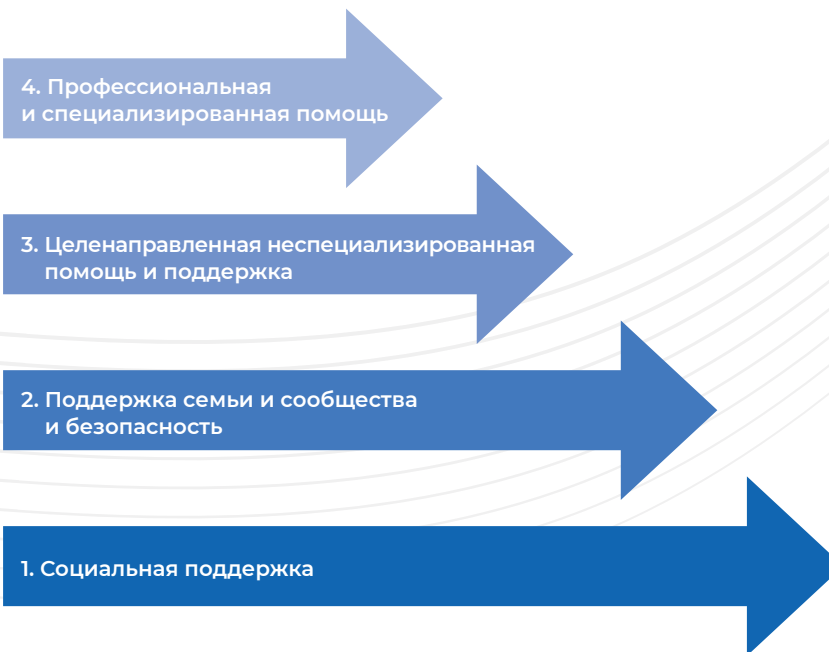 4. Профессиональная
и специализированная помощь
3. Целенаправленная неспециализированная
помощь и поддержка
2. Поддержка семьи и сообщества
и безопасность
1. Социальная поддержка